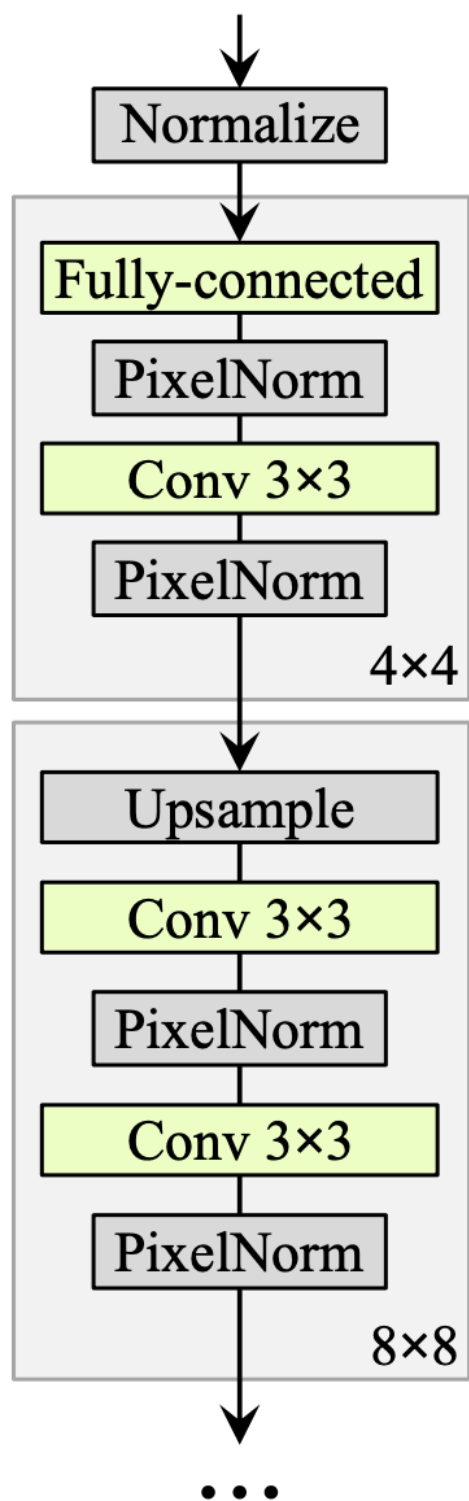 Normalize
Fully-connected
PixelNorm
Conv 3×3
PixelNorm
4×4
Upsample
Conv 3×3
PixelNorm
Conv 3×3
PixelNorm
8×8
...